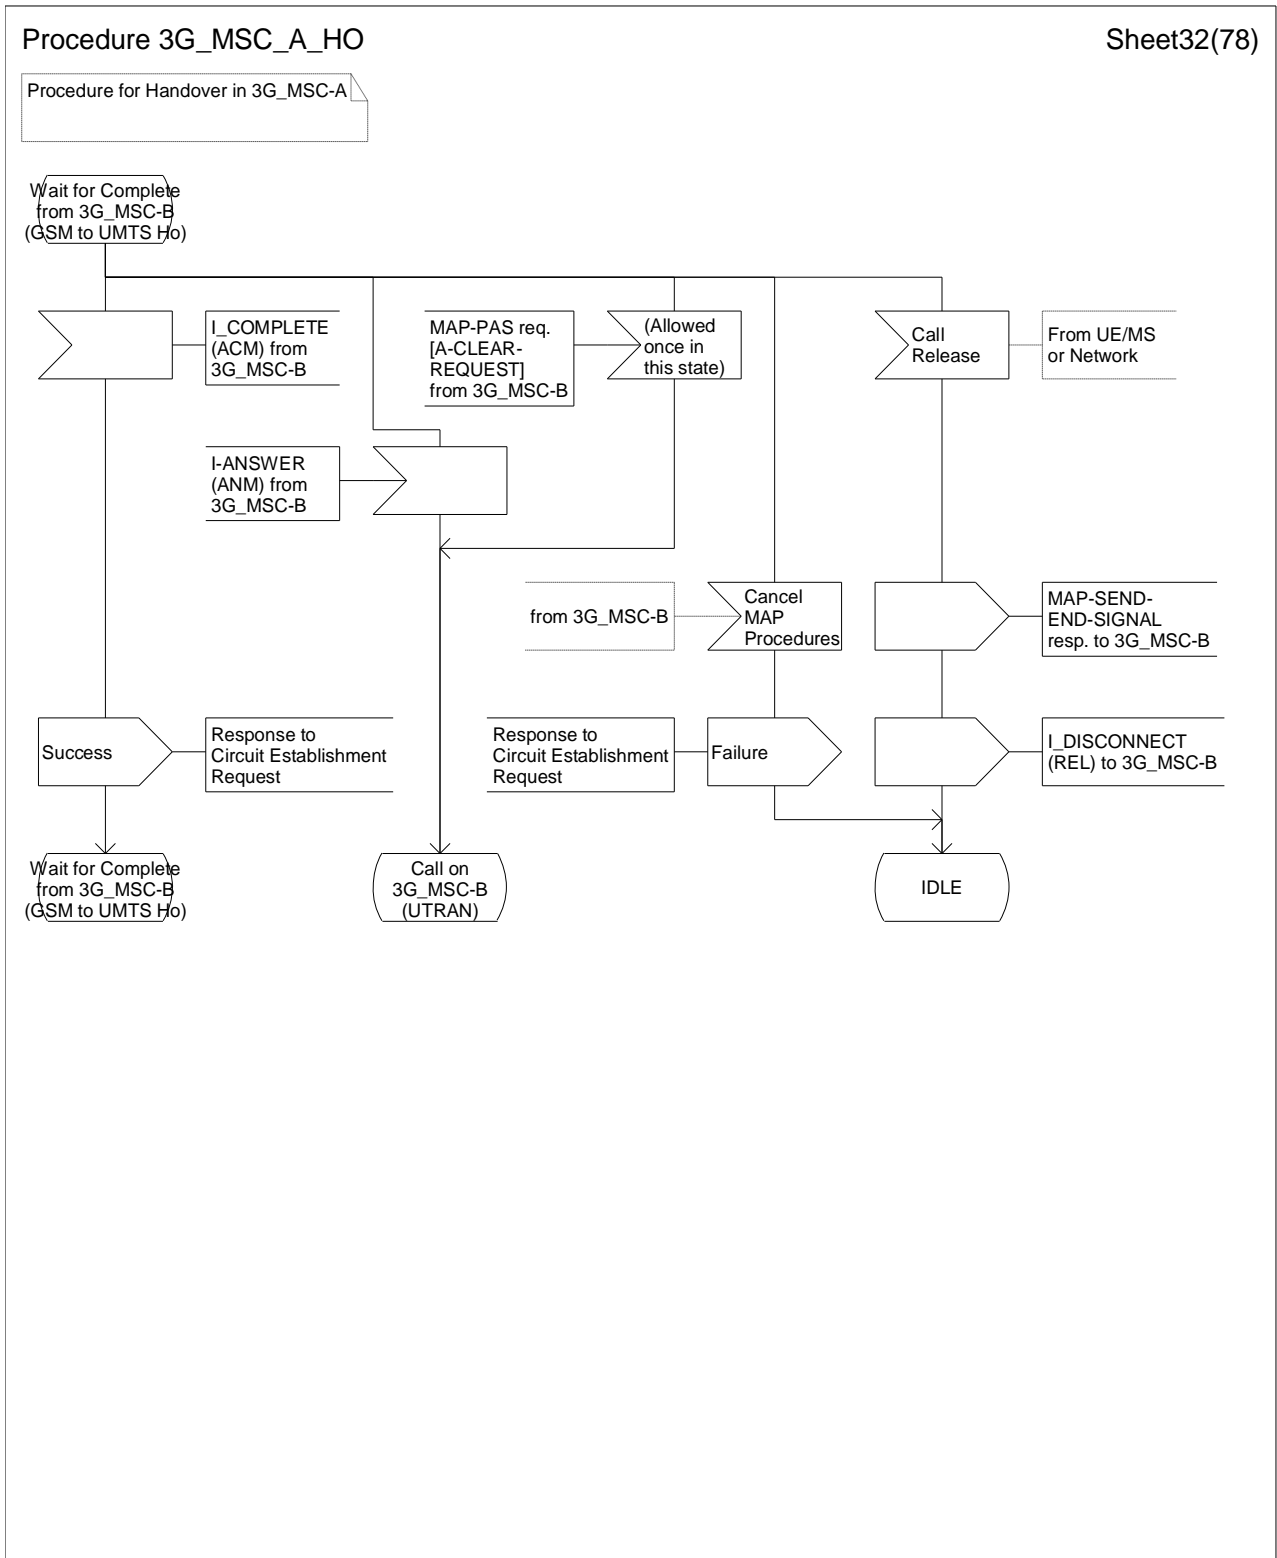 Procedure 3G_MSC_A_HO
Sheet32(78)
Procedure for Handover in 3G_MSC-A
Wait for Complete
from 3G_MSC-B
(GSM to UMTS Ho)
I_COMPLETE
(ACM) from
3G_MSC-B
MAP-PAS req.
[A-CLEAR-
REQUEST]
from 3G_MSC-B
(Allowed
once in
this state)
Call
Release
From UE/MS
or Network
I-ANSWER
(ANM) from
3G_MSC-B
from 3G_MSC-B
Cancel
MAP
Procedures
MAP-SEND-
END-SIGNAL
resp. to 3G_MSC-B
Success
Response to
Circuit Establishment
Request
Response to
Circuit Establishment
Request
Failure
I_DISCONNECT
(REL) to 3G_MSC-B
Wait for Complete
from 3G_MSC-B
(GSM to UMTS Ho)
Call on
3G_MSC-B
(UTRAN)
IDLE